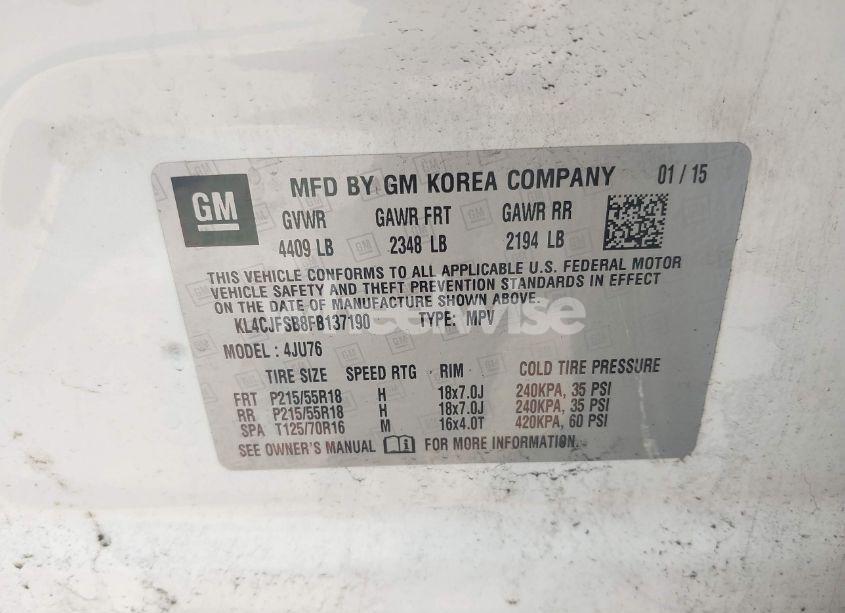 GM MFD BY GM KOREA COMPANY 01 / 15
GVWR GAWR FRT GAWR RR
4409 LB 2348 LB 2194 LB
THIS VEHICLE CONFORMS TO ALL APPLICABLE U.S. FEDERAL MOTOR
VEHICLE SAFETY AND THEFT PREVENTION STANDARDS IN EFFECT
ON THE DATE OF MANUFACTURE SHOWN ABOVE.
KL4CJFSB8FB137190 TYPE: MPV
MODEL : 4JU76
TIRE SIZE SPEED RTG RIM COLD TIRE PRESSURE
FRT P215/55R18 H 18x7.0J 240KPA, 35 PSI
RR P215/55R18 H 18x7.0J 240KPA, 35 PSI
SPA T125/70R16 M 16x4.0T 420KPA, 60 PSI
SEE OWNER'S MANUAL FOR MORE INFORMATION.